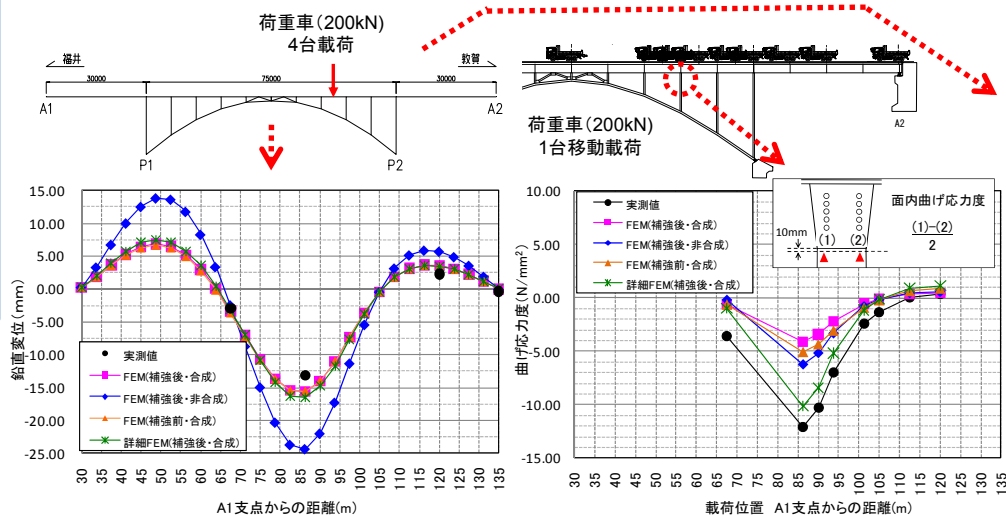 荷重車(200kN)
4台載荷
福井
敦賀
30000
75000
30000
A1
A2
P1
P2
荷重車(200kN)
1台移動載荷
A2
15.00
10.00
5.00
0.00
-5.00
-10.00
-15.00
-20.00
-25.00
鉛直変位(mm)
実測値
FEM(補強後・合成)
FEM(補強後・非合成)
FEM(補強前・合成)
詳細FEM(補強後・合成)
30 35 40 45 50 55 60 65 70 75 80 85 90 95 100 105 110 115 120 125 130 135
A1支点からの距離(m)
10.00
5.00
0.00
-5.00
-10.00
-15.00
曲げ応力度(N/mm²)
実測値
FEM(補強後・合成)
FEM(補強後・非合成)
FEM(補強前・合成)
詳細FEM(補強後・合成)
10mm
(1) (2)
面内曲げ応力度
(1)-(2)
2
30 35 40 45 50 55 60 65 70 75 80 85 90 95 100 105 110 115 120 125 130 135
載荷位置 A1支点からの距離(m)